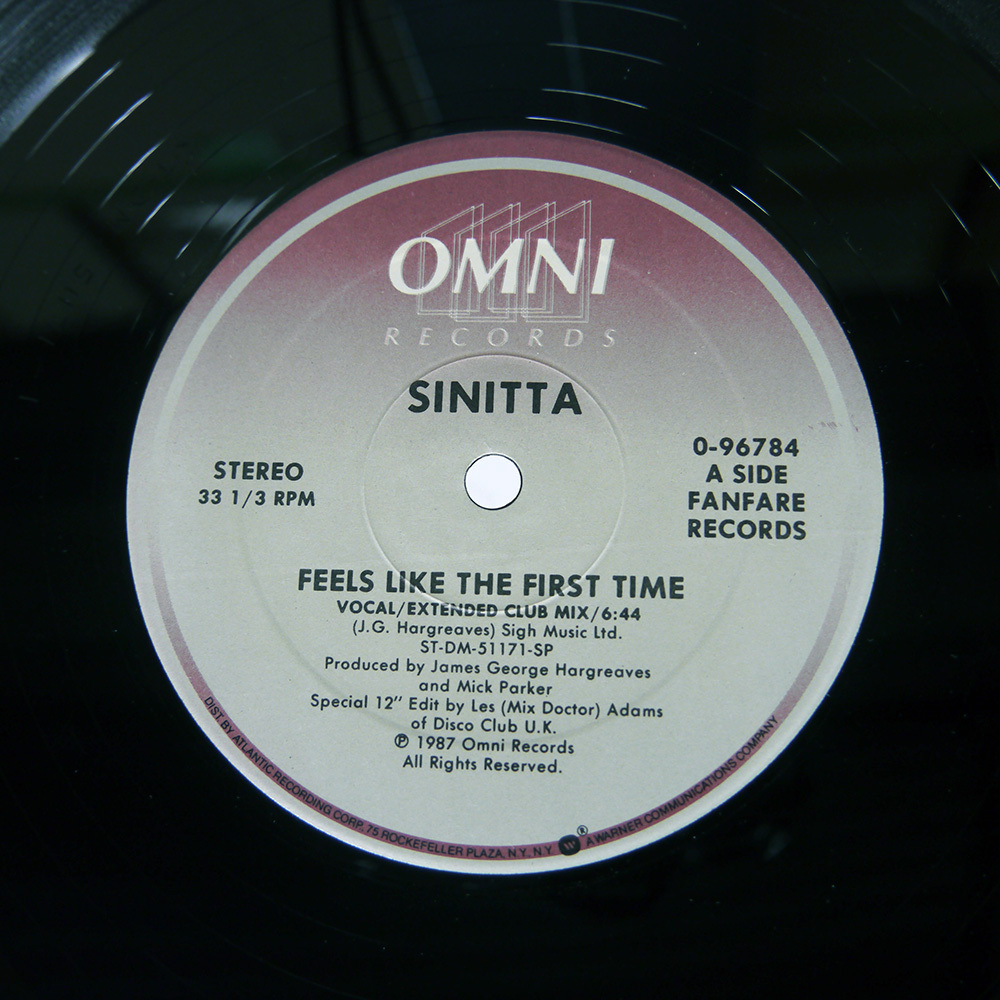 OMNI
RECORDS
SINITTA
STEREO
33 1/3 RPM
0-96784
A SIDE
FANFARE
RECORDS
FEELS LIKE THE FIRST TIME
VOCAL/EXTENDED CLUB MIX/6:44
(J.G. Hargreaves) Sigh Music Ltd.
ST-DM-51171-SP
Produced by James George Hargreaves
and Mick Parker
Special 12" Edit by Les (Mix Doctor) Adams
of Disco Club U.K.
℗ 1987 Omni Records
All Rights Reserved.
DIST BY ATLANTIC RECORDING CORP. 75 ROCKEFELLER PLAZA, N.Y., N.Y. W® A WARNER COMMUNICATIONS COMPANY